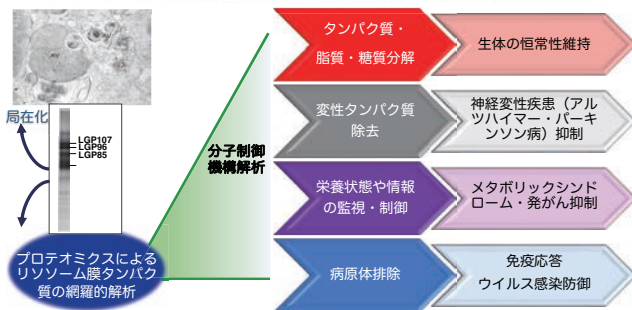 局在化
LGP107
LGP96
LGP85
プロテオミクスによる
リソソーム膜タンパク
質の網羅的解析
分子制御
機構解析
タンパク質・
脂質・糖質分解
生体の恒常性維持
変性タンパク質
除去
神経変性疾患（アル
ツハイマー・パーキ
ンソン病）抑制
栄養状態や情報
の監視・制御
メタボリックシンド
ローム・発がん抑制
病原体排除
免疫応答
ウイルス感染防御